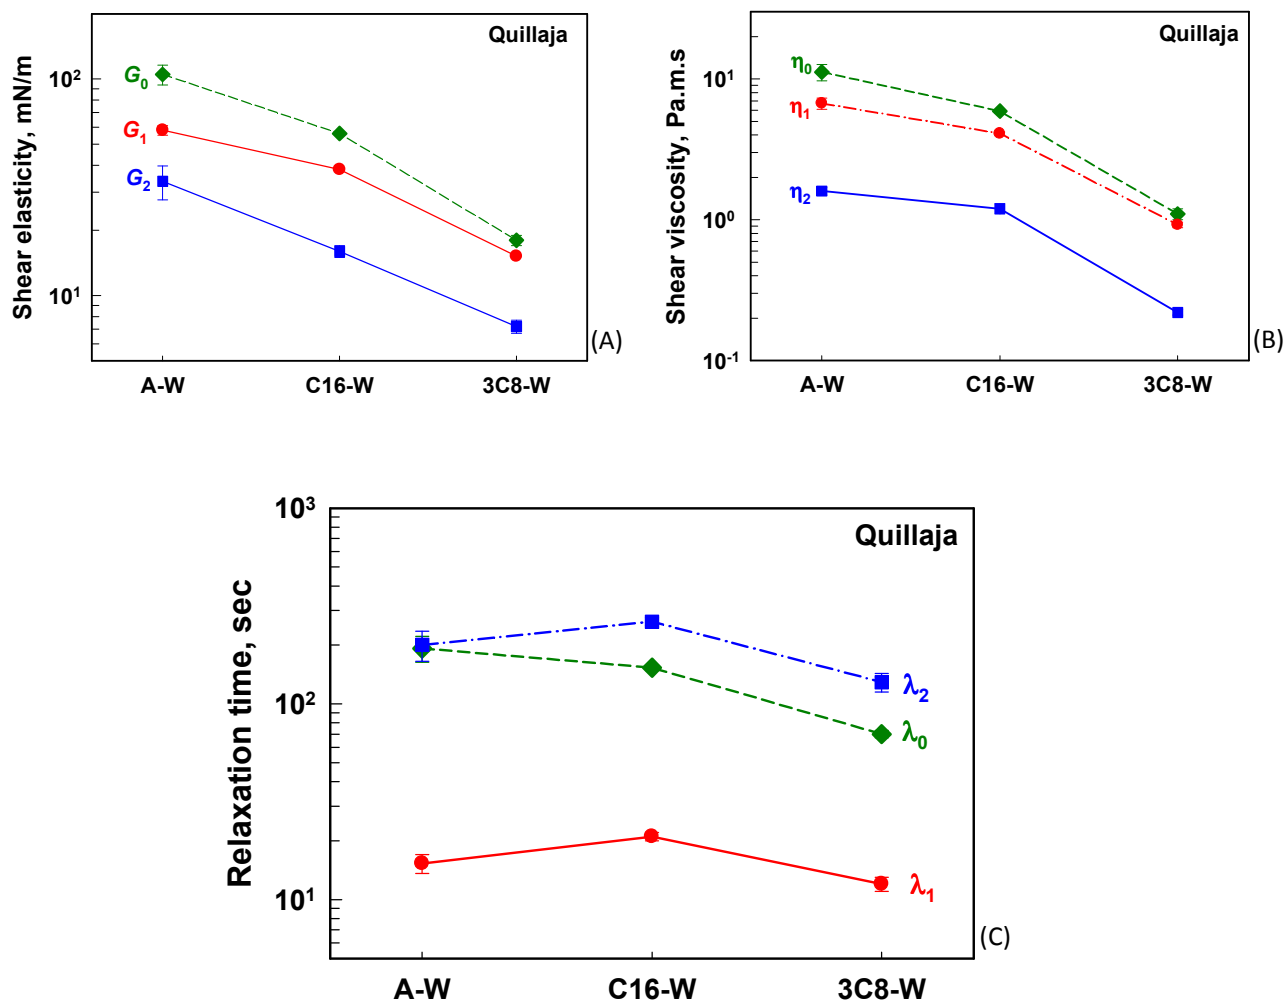 Quillaja
Shear elasticity, mN/m
10²
10¹
G₀
G₁
G₂
A-W C16-W 3C8-W
(A)
Quillaja
Shear viscosity, Pa.m.s
10¹
10⁰
10⁻¹
η₀
η₁
η₂
A-W C16-W 3C8-W
(B)
Quillaja
Relaxation time, sec
10³
10²
10¹
λ₂
λ₀
λ₁
A-W C16-W 3C8-W
(C)